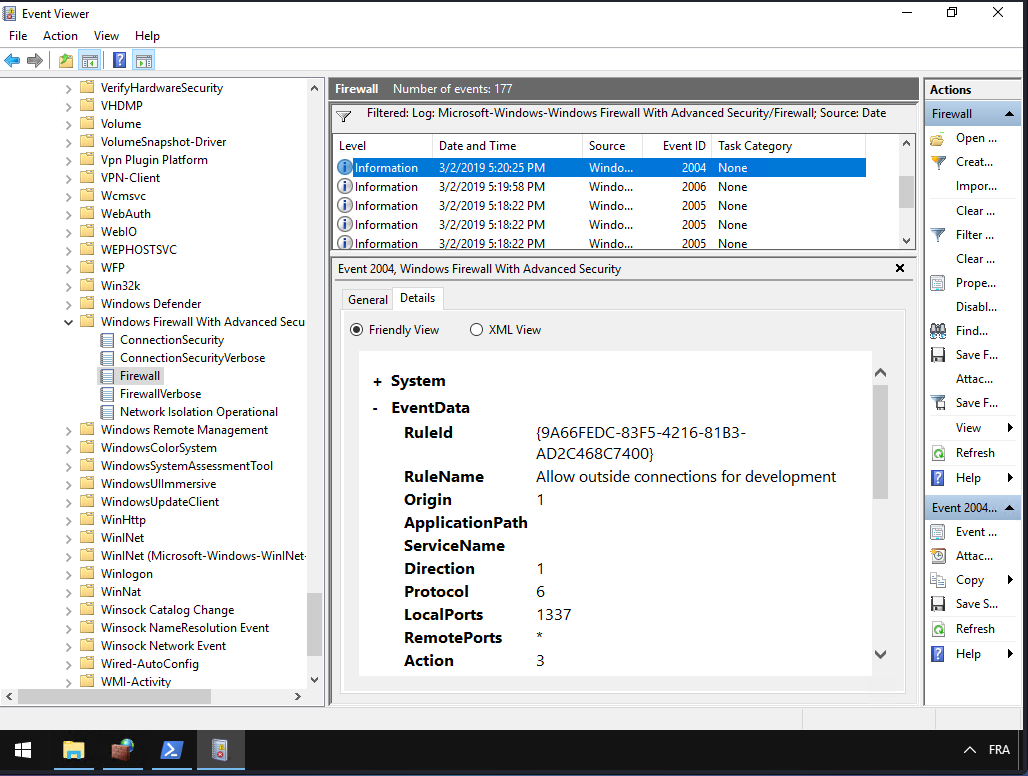 Event Viewer
File Action View Help
VerifyHardwareSecurity
VHDMP
Volume
VolumeSnapshot-Driver
Vpn Plugin Platform
VPN-Client
Wcmsvc
WebAuth
WebIO
WEPHOSTSVC
WFP
Win32k
Windows Defender
Windows Firewall With Advanced Secu
ConnectionSecurity
ConnectionSecurityVerbose
Firewall
FirewallVerbose
Network Isolation Operational
Windows Remote Management
WindowsColorSystem
WindowsSystemAssessmentTool
WindowsUIImmersive
WindowsUpdateClient
WinHttp
WinINet
WinINet (Microsoft-Windows-WinINet-
Winlogon
WinNat
Winsock Catalog Change
Winsock NameResolution Event
Winsock Network Event
Wired-AutoConfig
WMI-Activity
Firewall Number of events: 177
Filtered: Log: Microsoft-Windows-Windows Firewall With Advanced Security/Firewall; Source: Date
Level Date and Time Source Event ID Task Category
Information 3/2/2019 5:20:25 PM Windo... 2004 None
Information 3/2/2019 5:19:58 PM Windo... 2006 None
Information 3/2/2019 5:18:22 PM Windo... 2005 None
Information 3/2/2019 5:18:22 PM Windo... 2005 None
Information 3/2/2019 5:18:22 PM Windo... 2005 None
Event 2004, Windows Firewall With Advanced Security
General Details
Friendly View XML View
+ System
- EventData
RuleId {9A66FEDC-83F5-4216-81B3-
AD2C468C7400}
RuleName Allow outside connections for development
Origin 1
ApplicationPath
ServiceName
Direction 1
Protocol 6
LocalPorts 1337
RemotePorts *
Action 3
Actions
Firewall
Open ...
Creat...
Impor...
Clear ...
Filter ...
Clear ...
Prope...
Disabl...
Find...
Save F...
Attac...
Save F...
View
Refresh
Help
Event 2004...
Event ...
Attac...
Copy
Save S...
Refresh
Help
FRA